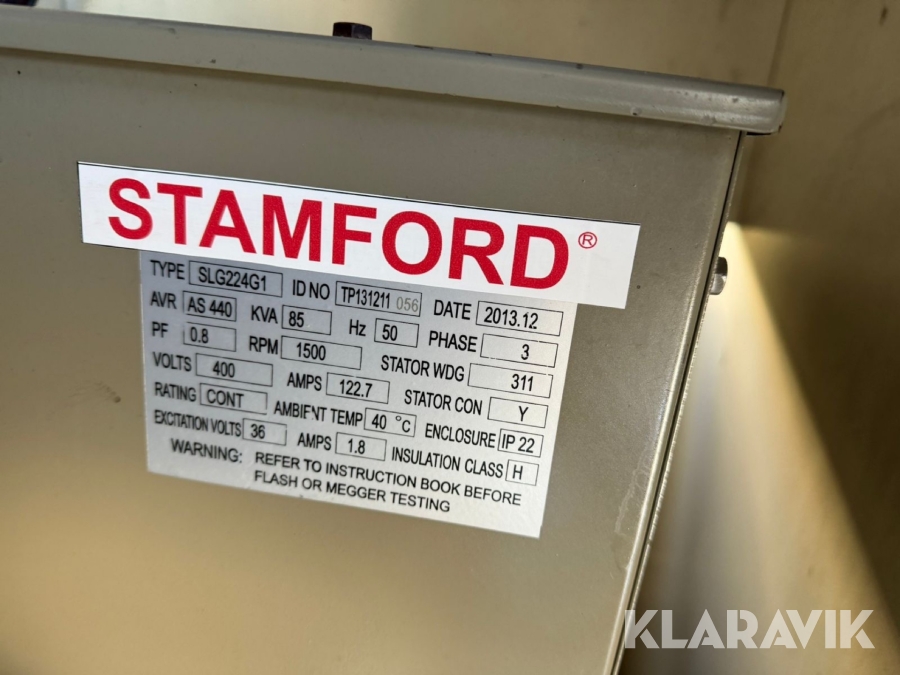 STAMFORD®
TYPE SLG224G1 ID NO TP131211 056 DATE 2013.12
AVR AS 440 KVA 85 Hz 50 PHASE 3
PF 0.8 RPM 1500 STATOR WDG 311
VOLTS 400 AMPS 122.7 STATOR CON Y
RATING CONT AMBIENT TEMP 40 °C ENCLOSURE IP 22
EXCITATION VOLTS 36 AMPS 1.8 INSULATION CLASS H
WARNING: REFER TO INSTRUCTION BOOK BEFORE
FLASH OR MEGGER TESTING
KLARAVIK